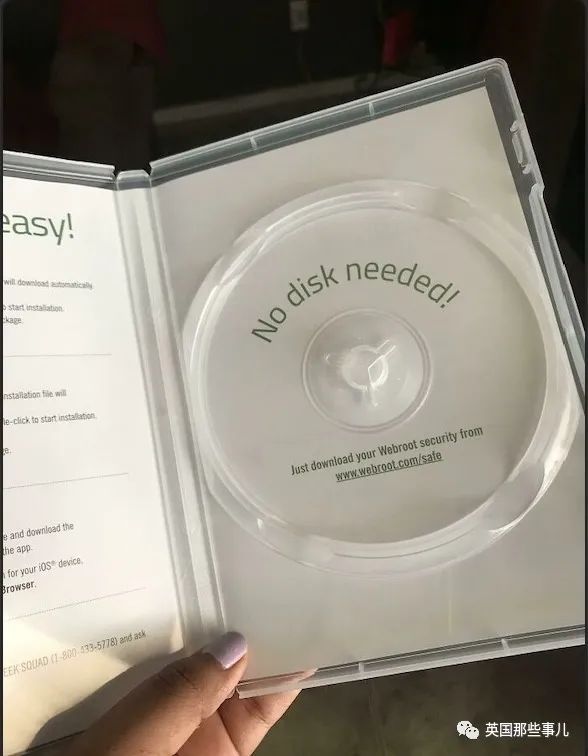 easy!
will download automatically
to start installation.
ckage.
nstallation file will
le-click to start installation.
ge.
e and download the
the app.
n for your iOS® device.
Browser.
EEK SQUAD (1-800-433-5778) and ask
No disk needed!
Just download your Webroot security from
www.webroot.com/safe
英国那些事儿